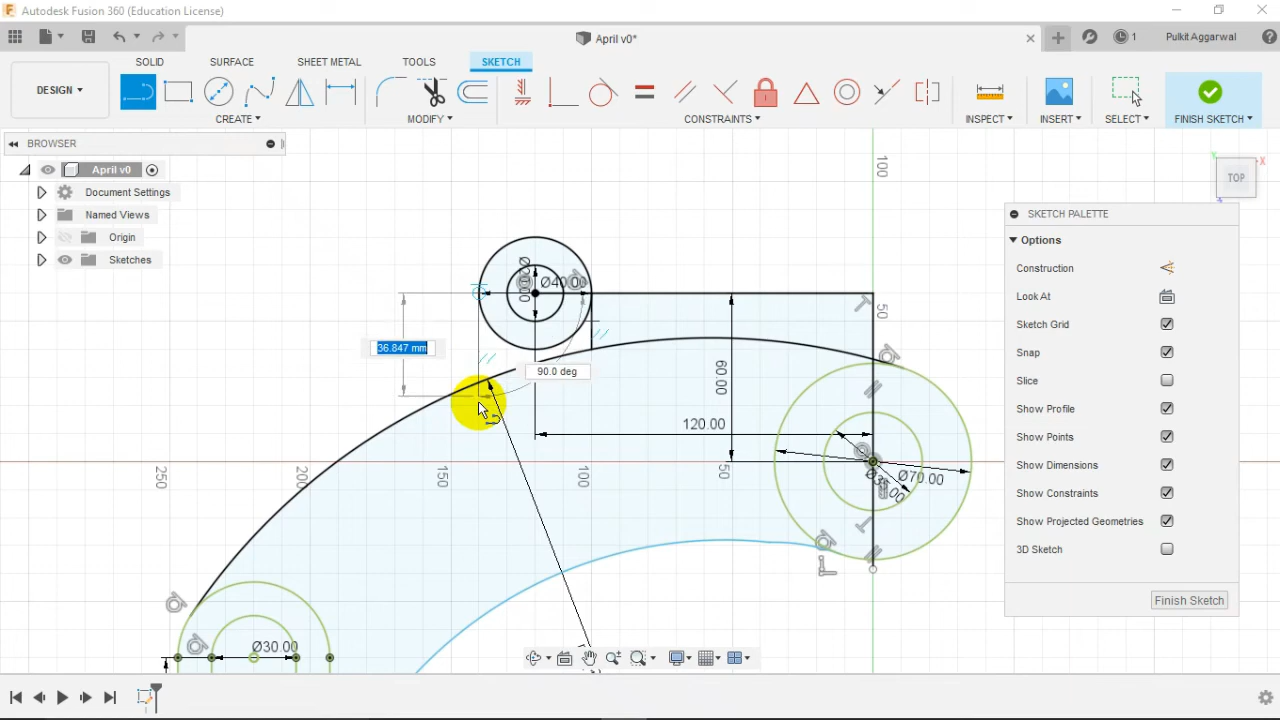 Autodesk Fusion 360 (Education License)
April v0*
1
Pulkit Aggarwal
SOLID
SURFACE
SHEET METAL
TOOLS
SKETCH
DESIGN
CREATE
MODIFY
CONSTRAINTS
INSPECT
INSERT
SELECT
FINISH SKETCH
BROWSER
April v0
Document Settings
Named Views
Origin
Sketches
TOP
X
Y
SKETCH PALETTE
Options
Construction
Look At
Sketch Grid
Snap
Slice
Show Profile
Show Points
Show Dimensions
Show Constraints
Show Projected Geometries
3D Sketch
Finish Sketch
100
50
Ø40.00
36.847 mm
90.0 deg
60.00
120.00
250
200
150
100
50
Ø70.00
Ø30.00